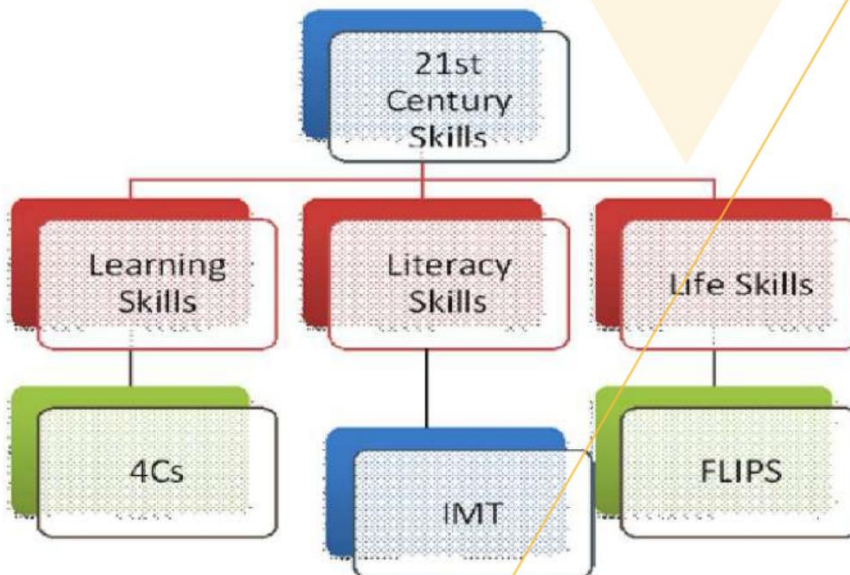 21st
Century
Skills
Learning
Skills
Literacy
Skills
Life Skills
4Cs
IMT
FLIPS